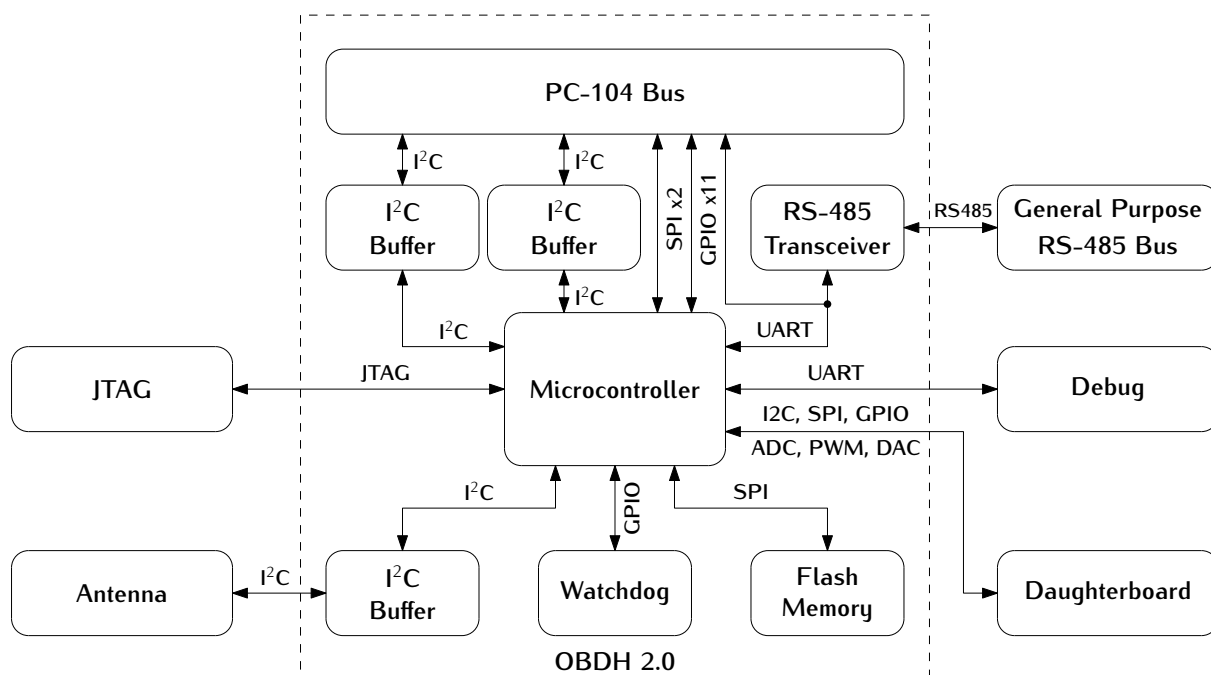 PC-104 Bus
I²C
I²C
SPI x2
GPIO x11
I²C
Buffer
I²C
Buffer
RS-485
Transceiver
RS485
General Purpose
RS-485 Bus
I²C
I²C
UART
JTAG
JTAG
Microcontroller
UART
Debug
I2C, SPI, GPIO
ADC, PWM, DAC
I²C
GPIO
SPI
Antenna
I²C
I²C
Buffer
Watchdog
Flash
Memory
Daughterboard
OBDH 2.0